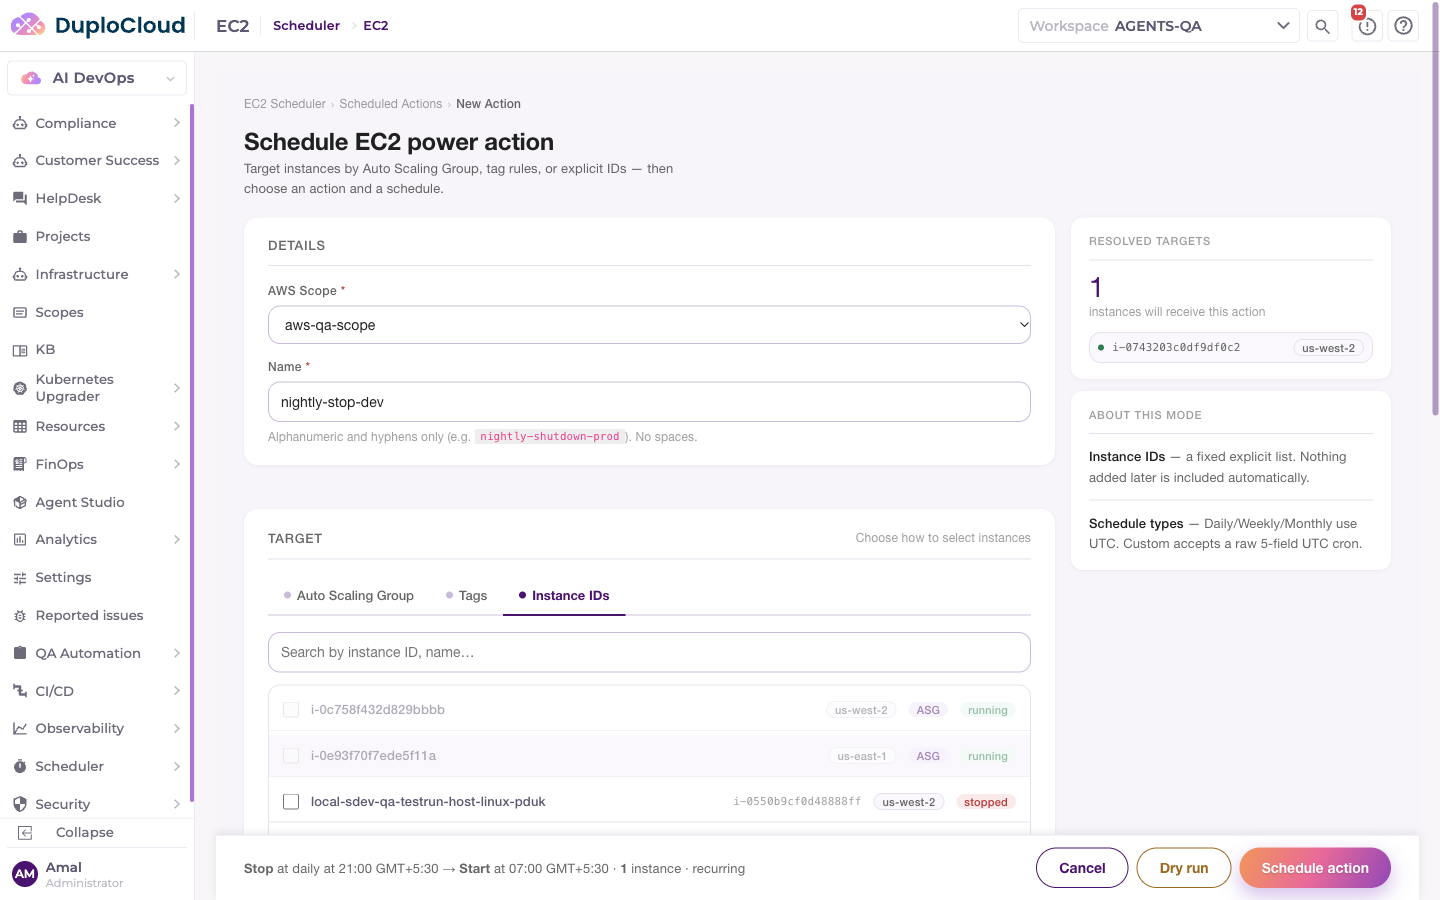 DuploCloud
EC2
Scheduler › EC2
Workspace AGENTS-QA
12
AI DevOps
Compliance
Customer Success
HelpDesk
Projects
Infrastructure
Scopes
KB
Kubernetes
Upgrader
Resources
FinOps
Agent Studio
Analytics
Settings
Reported issues
QA Automation
CI/CD
Observability
Scheduler
Security
Collapse
AM
Amal
Administrator
EC2 Scheduler › Scheduled Actions › New Action
Schedule EC2 power action
Target instances by Auto Scaling Group, tag rules, or explicit IDs — then
choose an action and a schedule.
DETAILS
AWS Scope *
aws-qa-scope
Name *
nightly-stop-dev
Alphanumeric and hyphens only (e.g. nightly-shutdown-prod). No spaces.
TARGET
Choose how to select instances
Auto Scaling Group
Tags
Instance IDs
Search by instance ID, name…
i-0c758f432d829bbbb us-west-2 ASG running
i-0e93f70f7ede5f11a us-east-1 ASG running
local-sdev-qa-testrun-host-linux-pduk i-0550b9cf0d48888ff us-west-2 stopped
RESOLVED TARGETS
1
instances will receive this action
i-0743203c0df9df0c2 us-west-2
ABOUT THIS MODE
Instance IDs — a fixed explicit list. Nothing
added later is included automatically.
Schedule types — Daily/Weekly/Monthly use
UTC. Custom accepts a raw 5-field UTC cron.
Stop at daily at 21:00 GMT+5:30 → Start at 07:00 GMT+5:30 · 1 instance · recurring
Cancel
Dry run
Schedule action